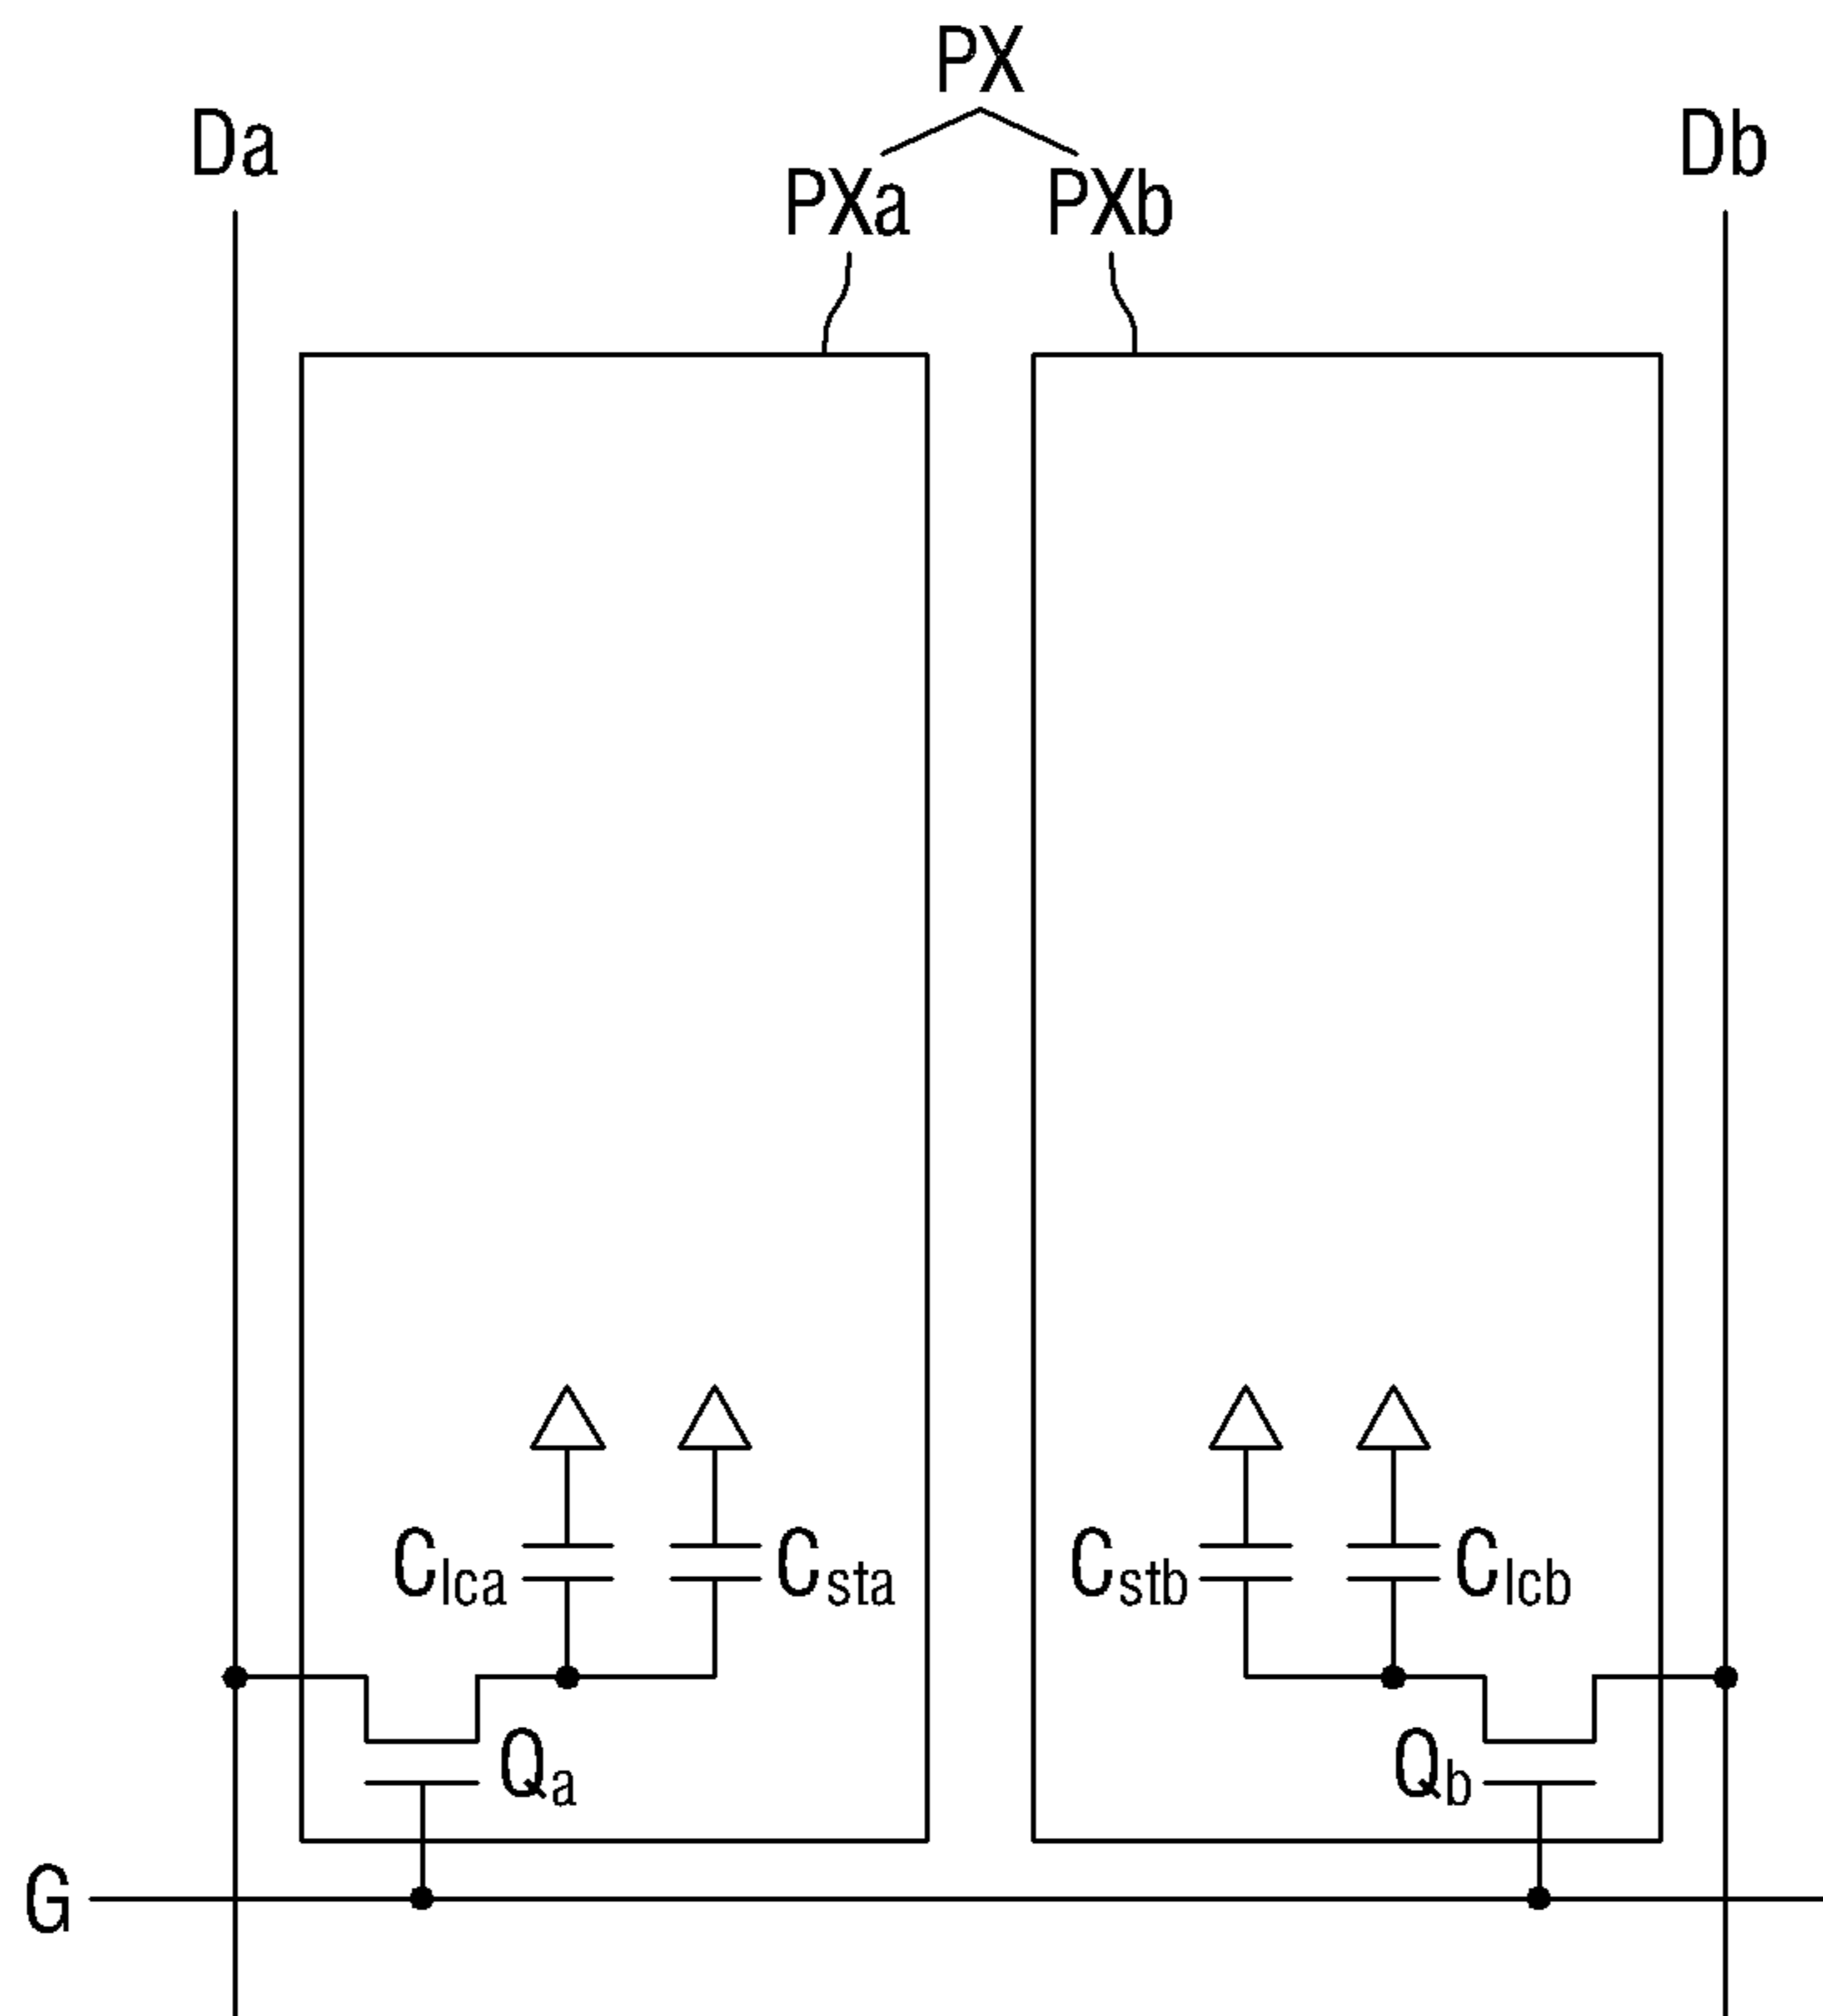 PX
Da Db
PXa PXb
Clca Csta Cstb Clcb
Qa Qb
G